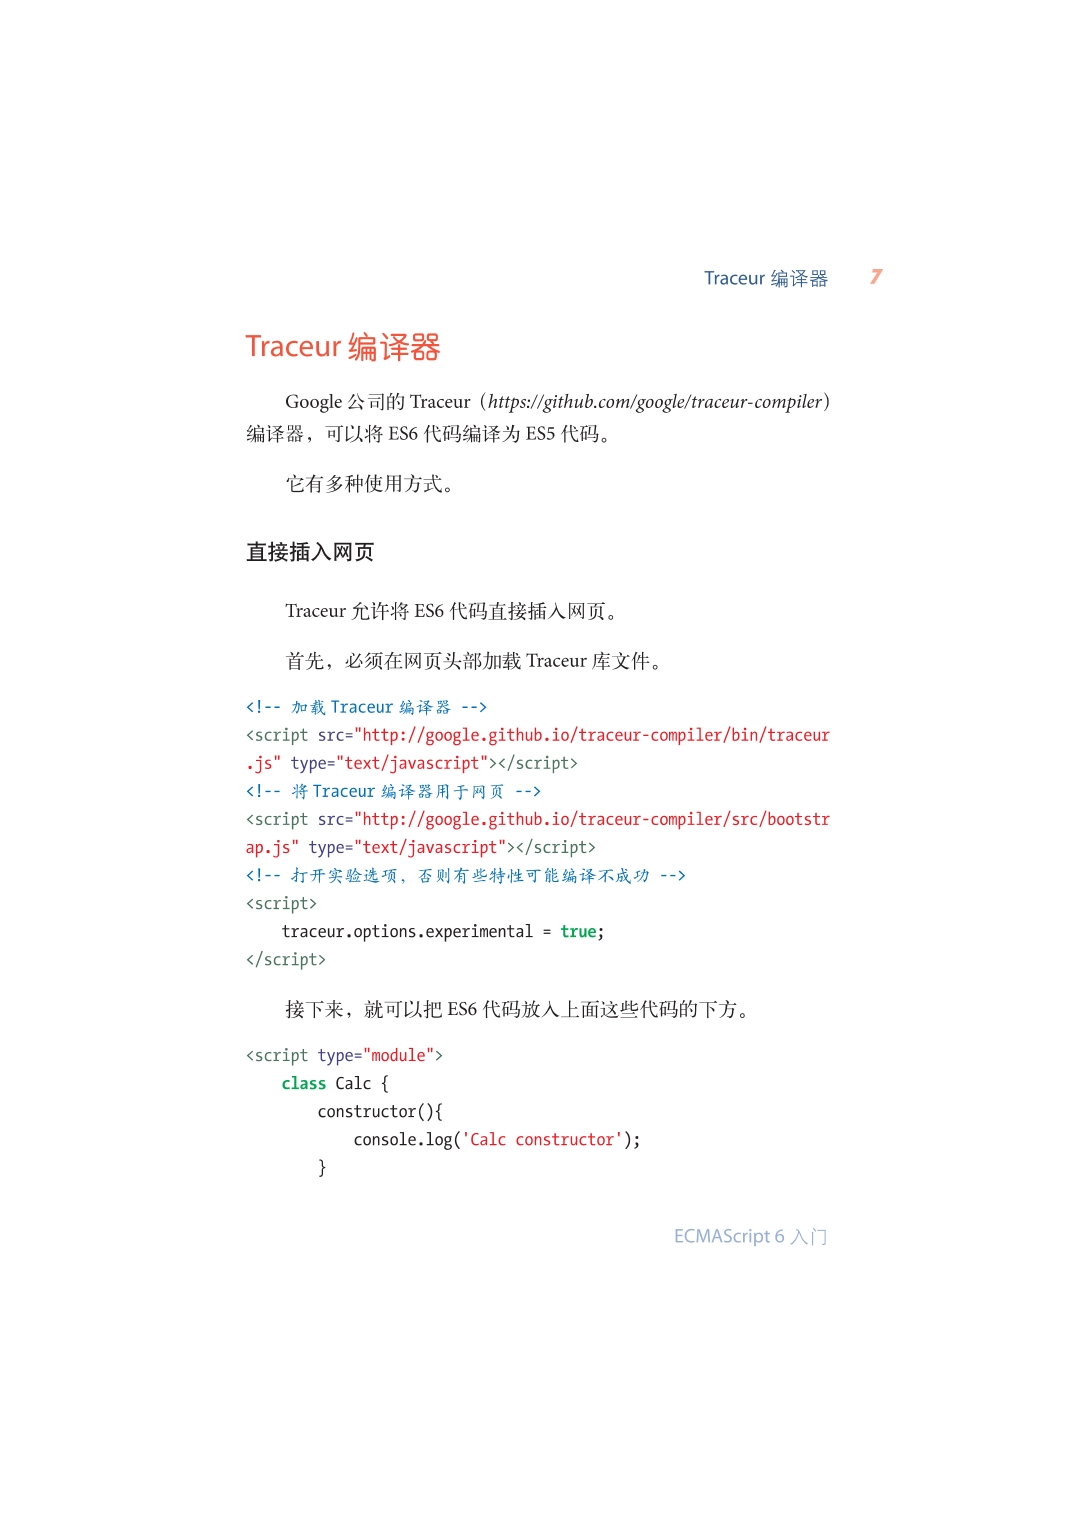 Traceur 编译器 7
Traceur 编译器
Google 公司的 Traceur（https://github.com/google/traceur-compiler）
编译器，可以将 ES6 代码编译为 ES5 代码。
它有多种使用方式。
直接插入网页
Traceur 允许将 ES6 代码直接插入网页。
首先，必须在网页头部加载 Traceur 库文件。
<!-- 加载 Traceur 编译器 -->
<script src="http://google.github.io/traceur-compiler/bin/traceur
.js" type="text/javascript"></script>
<!-- 将 Traceur 编译器用于网页 -->
<script src="http://google.github.io/traceur-compiler/src/bootstr
ap.js" type="text/javascript"></script>
<!-- 打开实验选项，否则有些特性可能编译不成功 -->
<script>
    traceur.options.experimental = true;
</script>
接下来，就可以把 ES6 代码放入上面这些代码的下方。
<script type="module">
    class Calc {
        constructor(){
            console.log('Calc constructor');
        }
ECMAScript 6 入门